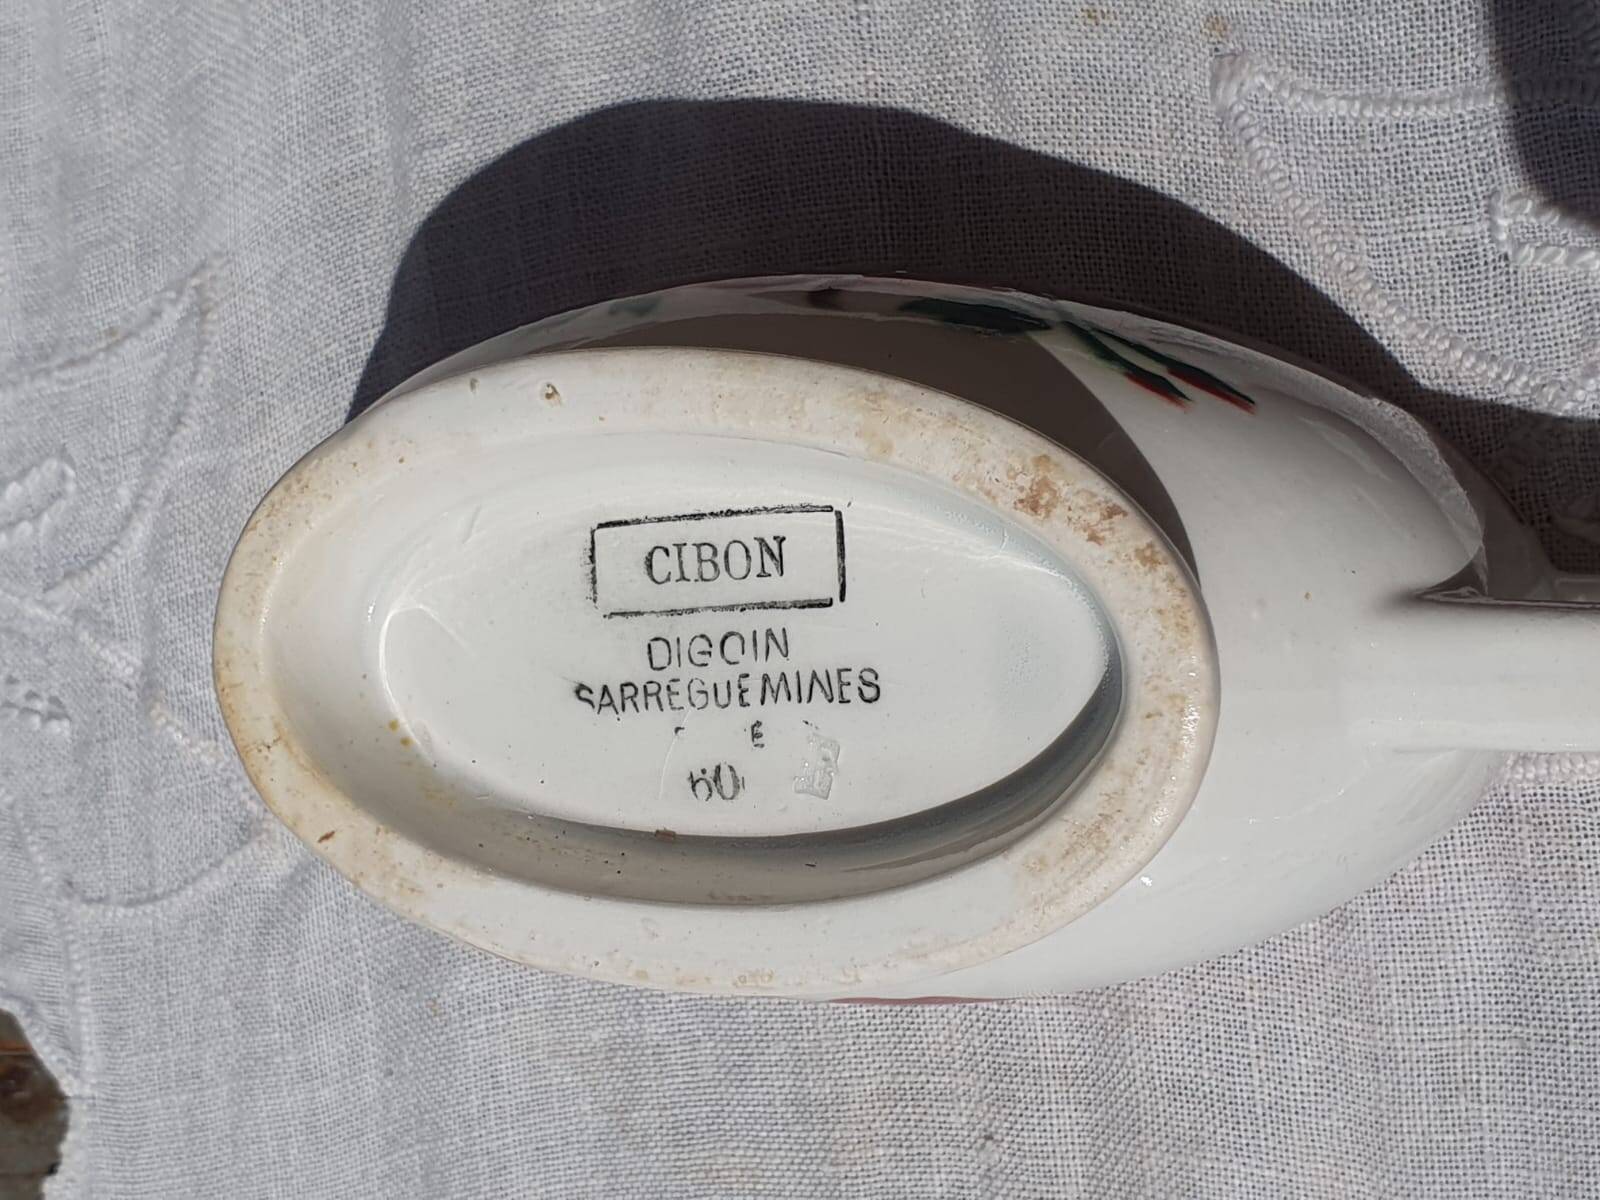 CIBON
DIGOIN
SARREGUEMINES
60